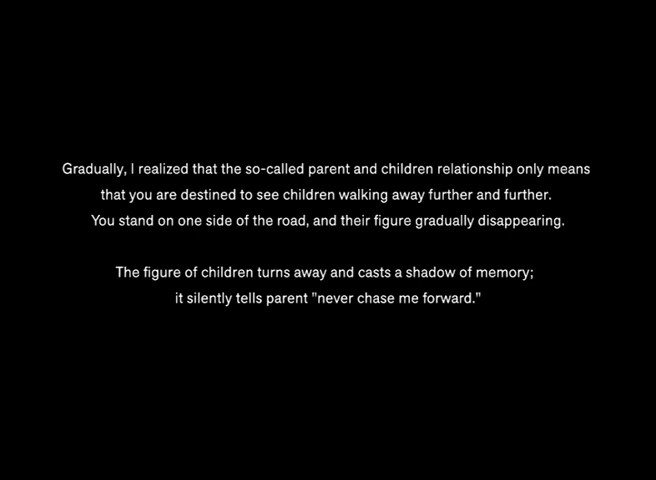 Gradually, I realized that the so-called parent and children relationship only means
that you are destined to see children walking away further and further.
You stand on one side of the road, and their figure gradually disappearing.
The figure of children turns away and casts a shadow of memory;
it silently tells parent "never chase me forward."